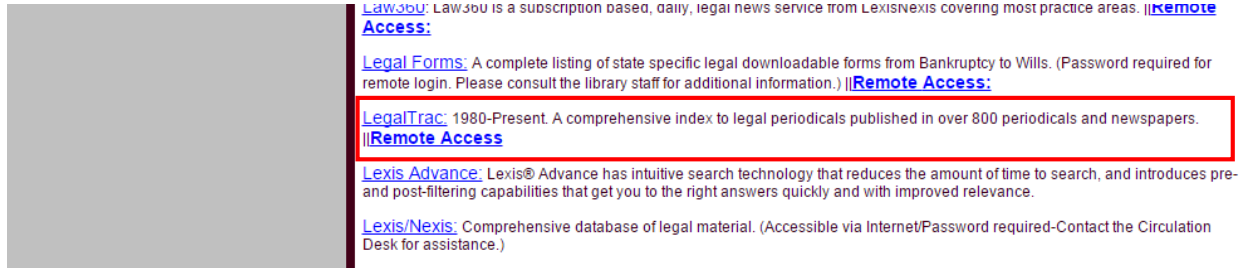 Law360: Law360 is a subscription based, daily, legal news service from LexisNexis covering most practice areas. ||Remote
Access:
Legal Forms: A complete listing of state specific legal downloadable forms from Bankruptcy to Wills. (Password required for
remote login. Please consult the library staff for additional information.) ||Remote Access:
LegalTrac: 1980-Present. A comprehensive index to legal periodicals published in over 800 periodicals and newspapers.
||Remote Access
Lexis Advance: Lexis® Advance has intuitive search technology that reduces the amount of time to search, and introduces pre-
and post-filtering capabilities that get you to the right answers quickly and with improved relevance.
Lexis/Nexis: Comprehensive database of legal material. (Accessible via Internet/Password required-Contact the Circulation
Desk for assistance.)